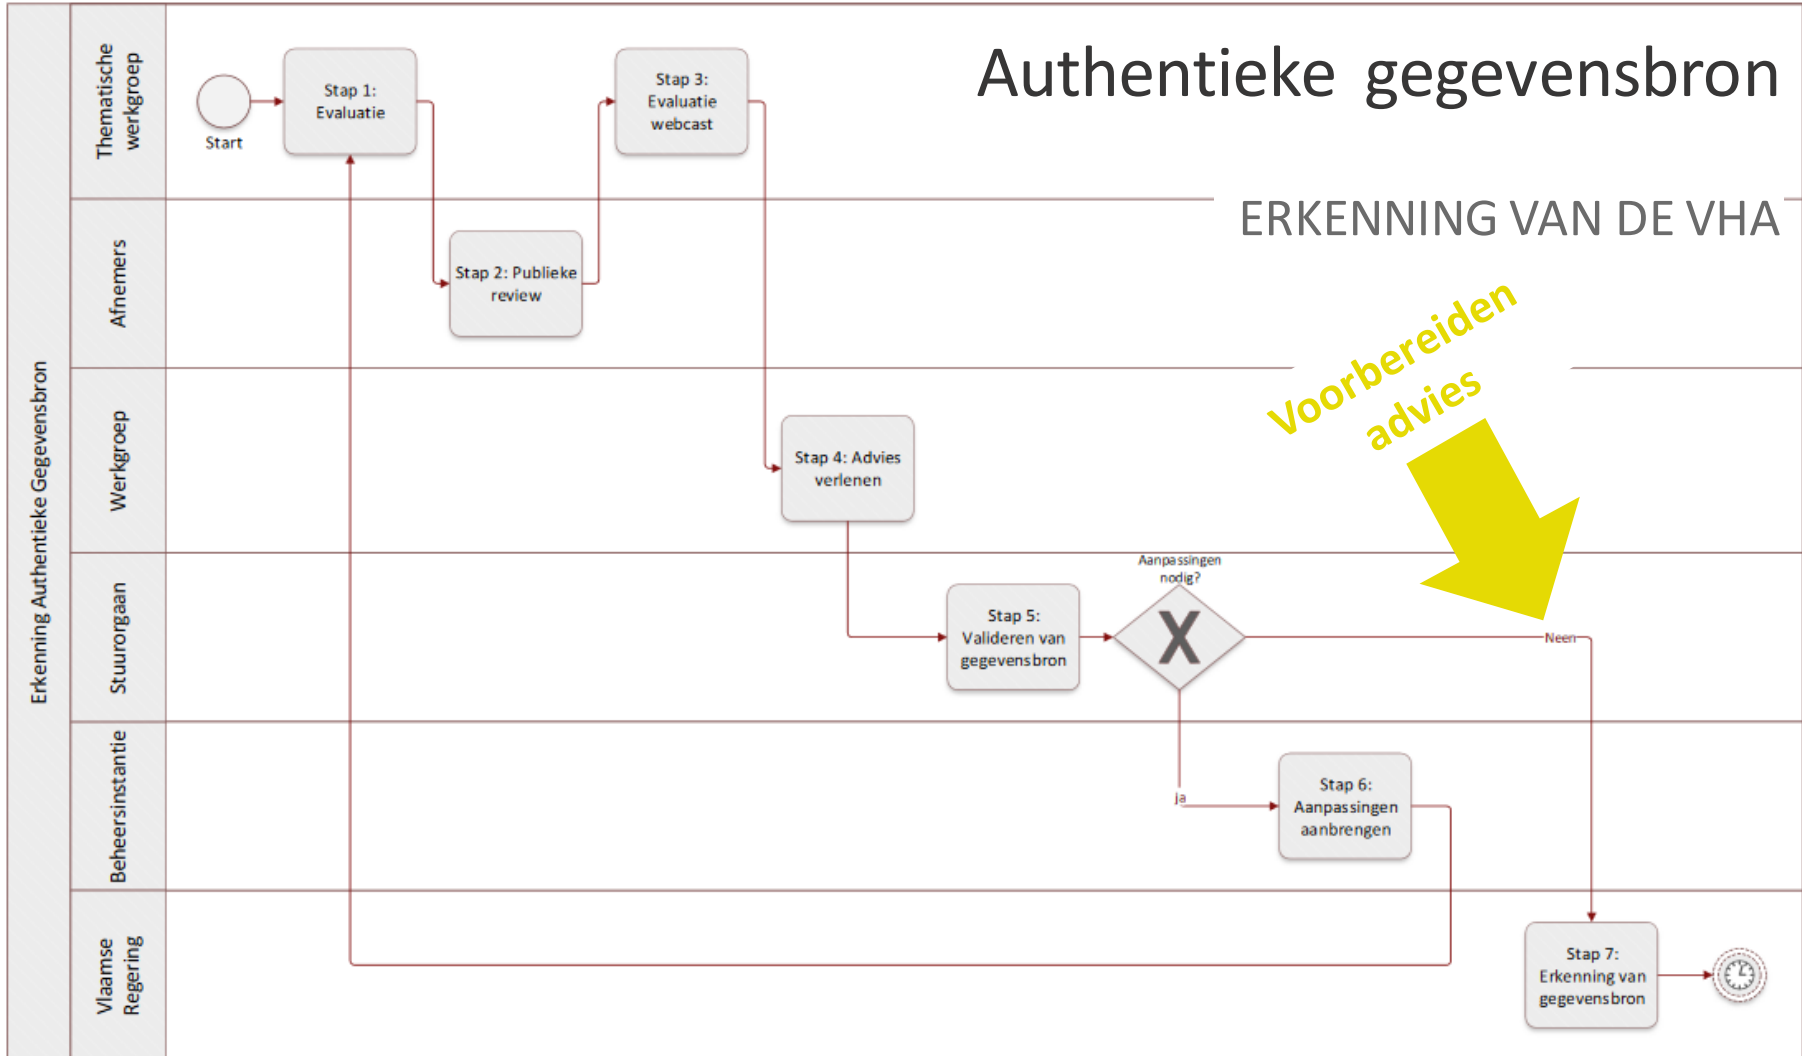 Authentieke gegevensbron
ERKENNING VAN DE VHA
Erkenning Authentieke Gegevensbron
Thematische
werkgroep
Start
Stap 1:
Evaluatie
Stap 3:
Evaluatie
webcast
Afnemers
Stap 2: Publieke
review
Voorbereiden
advies
Werkgroep
Stap 4: Advies
verlenen
Stuurorgaan
Stap 5:
Valideren van
gegevensbron
Aanpassingen
nodig?
X
Neen
Beheersinstantie
ja
Stap 6:
Aanpassingen
aanbrengen
Vlaamse
Regering
Stap 7:
Erkenning van
gegevensbron